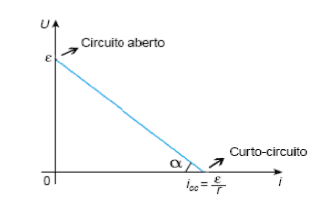 U
Circuito aberto
ε
α
Curto-circuito
0
i_cc = ε/r
i